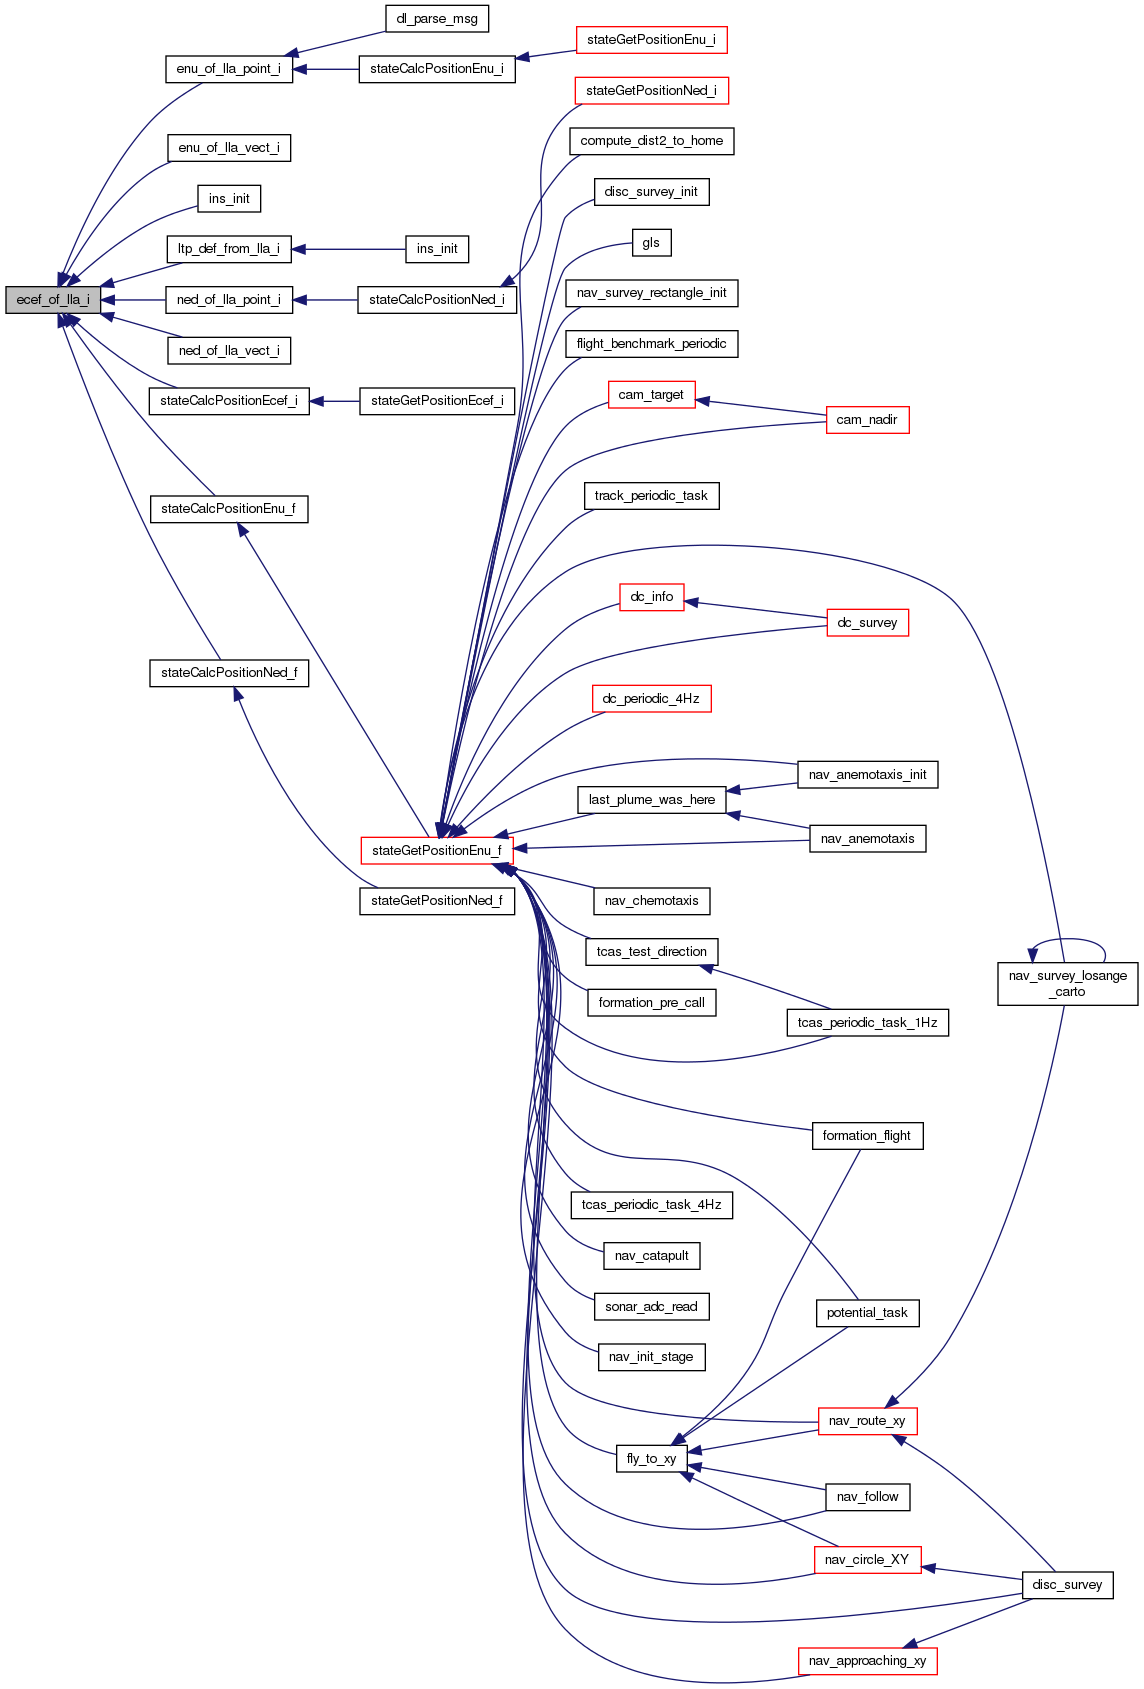 dl_parse_msg
stateGetPositionEnu_i
enu_of_lla_point_i
stateCalcPositionEnu_i
stateGetPositionNed_i
compute_dist2_to_home
enu_of_lla_vect_i
disc_survey_init
ins_init
gls
ltp_def_from_lla_i
ins_init
nav_survey_rectangle_init
ecef_of_lla_i
ned_of_lla_point_i
stateCalcPositionNed_i
flight_benchmark_periodic
ned_of_lla_vect_i
cam_target
stateCalcPositionEcef_i
stateGetPositionEcef_i
cam_nadir
track_periodic_task
stateCalcPositionEnu_f
dc_info
dc_survey
stateCalcPositionNed_f
dc_periodic_4Hz
nav_anemotaxis_init
last_plume_was_here
nav_anemotaxis
stateGetPositionEnu_f
stateGetPositionNed_f
nav_chemotaxis
tcas_test_direction
nav_survey_losange
_carto
formation_pre_call
tcas_periodic_task_1Hz
formation_flight
tcas_periodic_task_4Hz
nav_catapult
sonar_adc_read
potential_task
nav_init_stage
nav_route_xy
fly_to_xy
nav_follow
nav_circle_XY
disc_survey
nav_approaching_xy